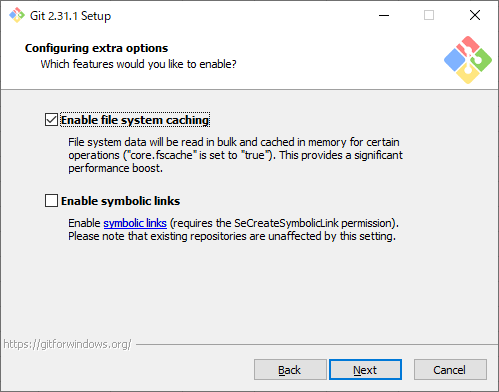 Git 2.31.1 Setup
Configuring extra options
Which features would you like to enable?
Enable file system caching
File system data will be read in bulk and cached in memory for certain
operations ("core.fscache" is set to "true"). This provides a significant
performance boost.
Enable symbolic links
Enable symbolic links (requires the SeCreateSymbolicLink permission).
Please note that existing repositories are unaffected by this setting.
https://gitforwindows.org/
Back Next Cancel